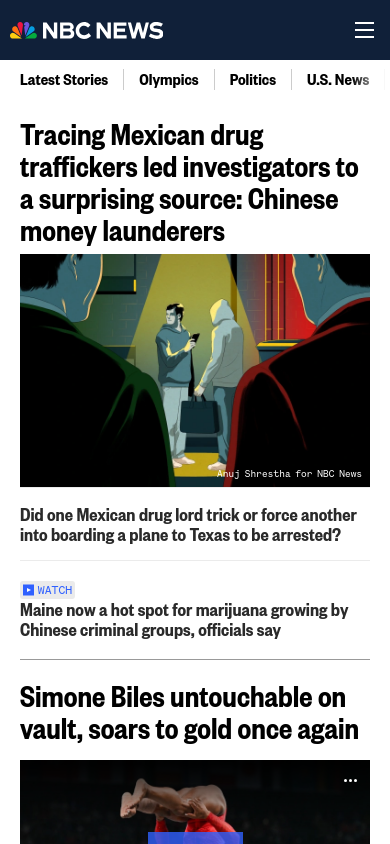 NBC NEWS
Latest Stories Olympics Politics U.S. News
Tracing Mexican drug
traffickers led investigators to
a surprising source: Chinese
money launderers
Anuj Shrestha for NBC News
Did one Mexican drug lord trick or force another
into boarding a plane to Texas to be arrested?
WATCH
Maine now a hot spot for marijuana growing by
Chinese criminal groups, officials say
Simone Biles untouchable on
vault, soars to gold once again